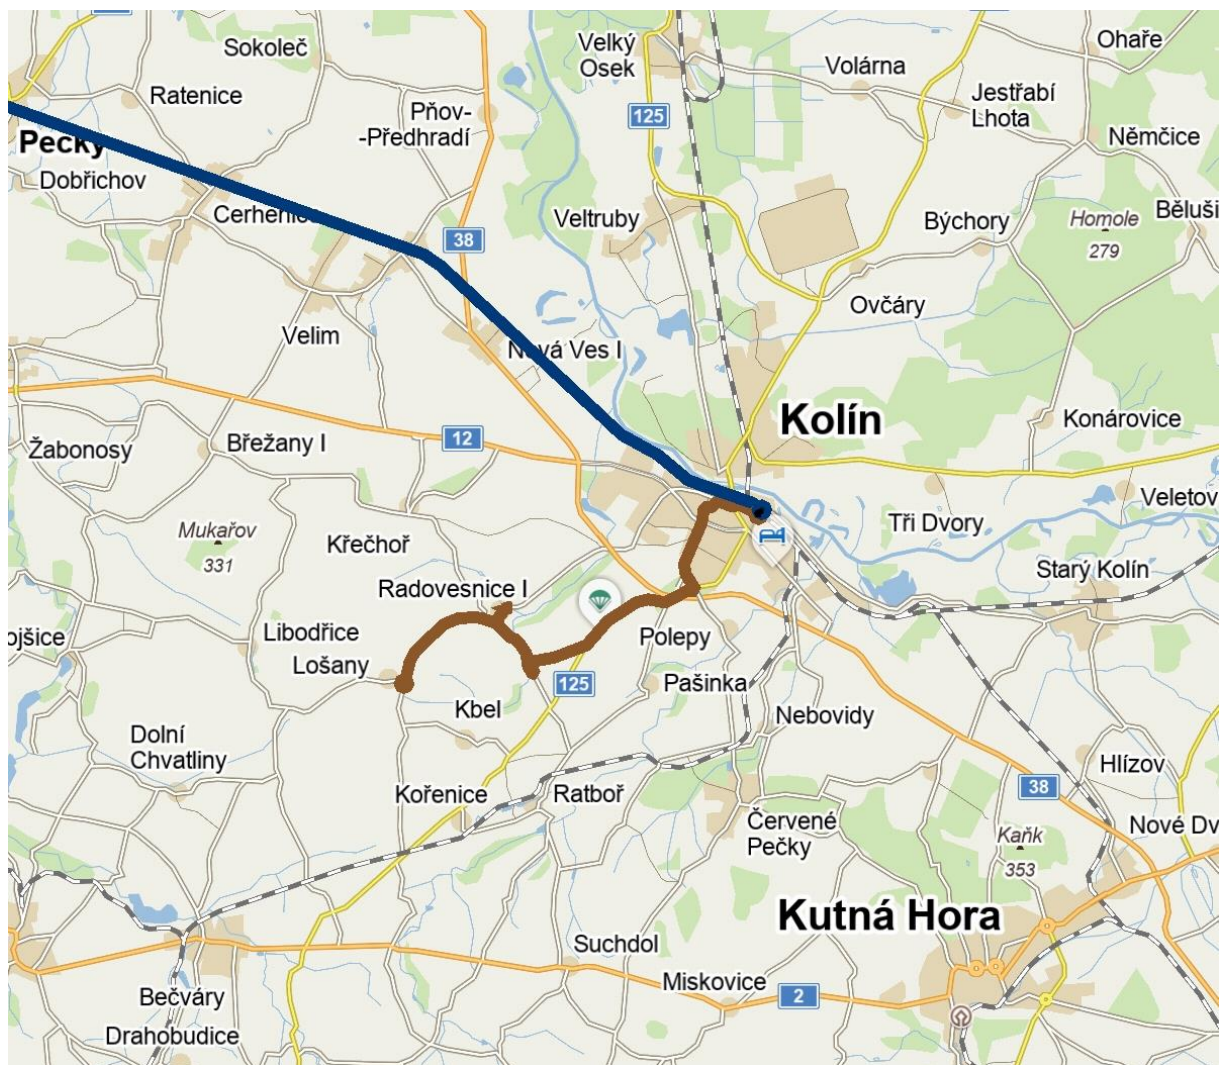 Sokoleč
Velký
Osek
Ohaře
Volárna
Ratenice
Jestřabí
Lhota
Pňov-
-Předhradí
125
Pečky
Němčice
Dobřichov
Cerhenice
Veltruby
Býchory
Homole
279
Běluši
38
Ovčáry
Velim
Nová Ves I
Kolín
Konárovice
Žabonosy
Břežany I
12
Veletov
Tři Dvory
Mukařov
331
Křečhoř
Starý Kolín
Radovesnice I
ojšice
Libodřice
Polepy
Lošany
125
Pašinka
Kbel
Nebovidy
Dolní
Chvatliny
Hlízov
Kořenice
Ratboř
38
Červené
Pečky
Kaňk
353
Nové Dv
Kutná Hora
Suchdol
Miskovice
2
Bečváry
Drahobudice